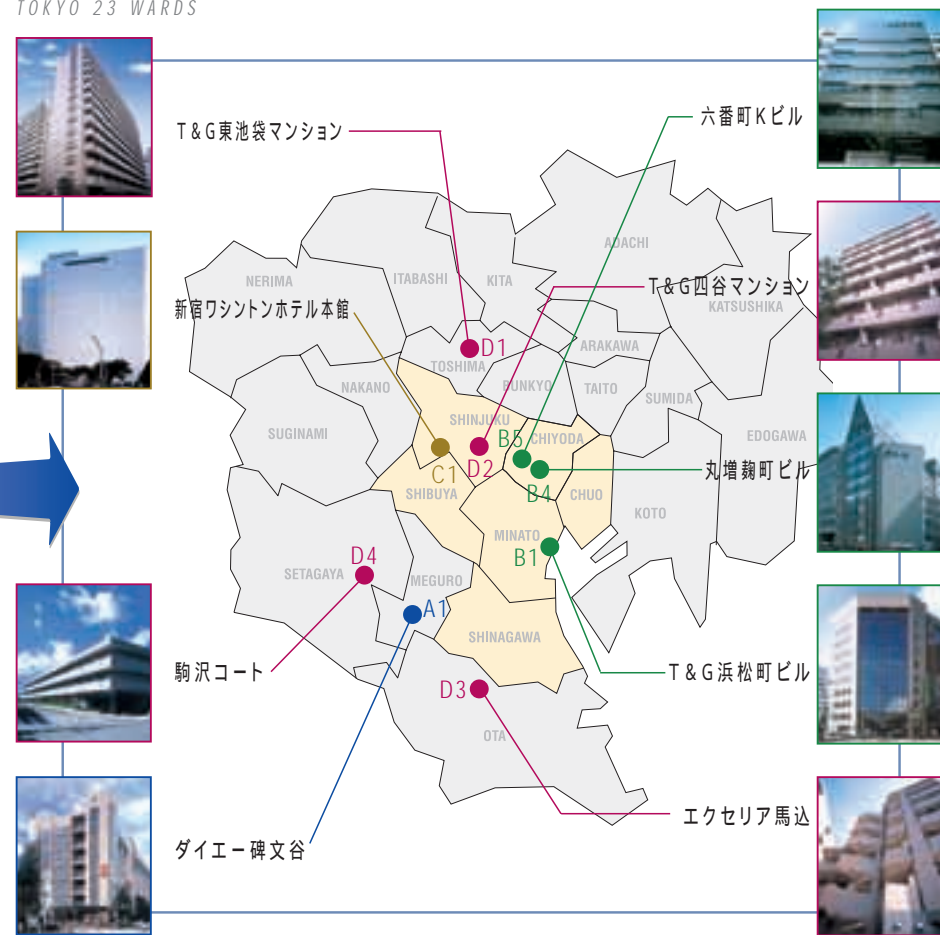 TOKYO 23 WARDS
六番町Kビル
T&G東池袋マンション
ADACHI
NERIMA
ITABASHI
KITA
T&G四谷マンション
KATSUSHIKA
新宿ワシントンホテル本館
ARAKAWA
D1
TOSHIMA
NAKANO
BUNKYO
TAITO
SUMIDA
SHINJUKU
SUGINAMI
B5
CHIYODA
EDOGAWA
D2
C1
丸増麹町ビル
B4
SHIBUYA
CHUO
KOTO
MINATO
B1
D4
SETAGAYA
MEGURO
A1
SHINAGAWA
駒沢コート
T&G浜松町ビル
D3
OTA
エクセリア馬込
ダイエー碑文谷